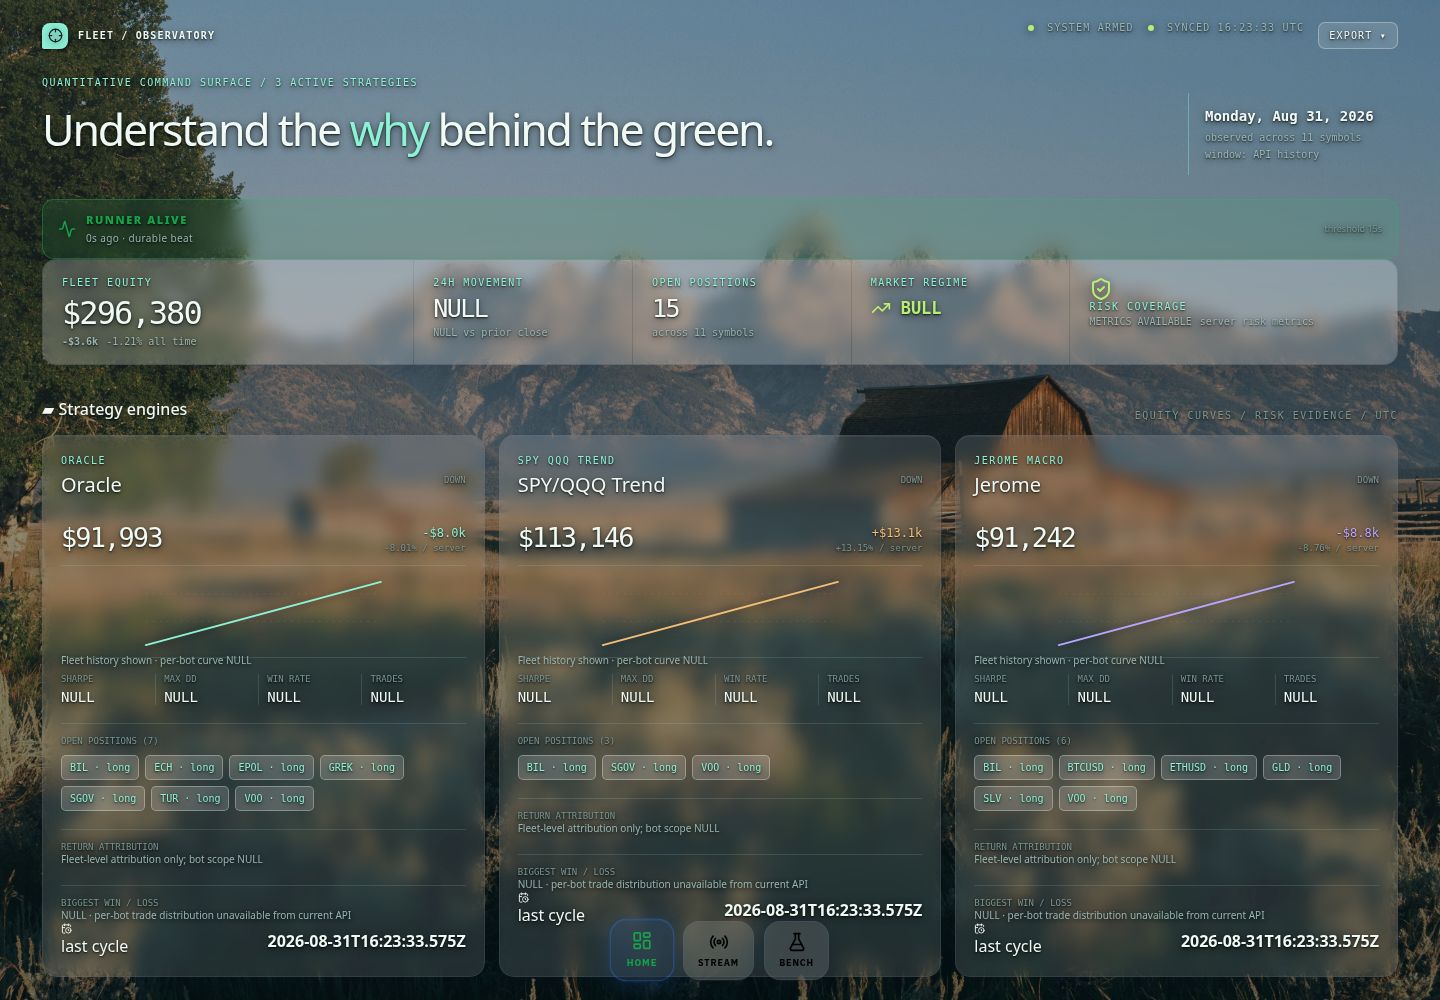 FLEET / OBSERVATORY
SYSTEM ARMED
SYNCED 16:23:33 UTC
EXPORT ▾
QUANTITATIVE COMMAND SURFACE / 3 ACTIVE STRATEGIES
Understand the why behind the green.
Monday, Aug 31, 2026
observed across 11 symbols
window: API history
RUNNER ALIVE
0s ago · durable beat
threshold 15s
FLEET EQUITY
$296,380
-$3.6k -1.21% all time
24H MOVEMENT
NULL
NULL vs prior close
OPEN POSITIONS
15
across 11 symbols
MARKET REGIME
BULL
RISK COVERAGE
METRICS AVAILABLE server risk metrics
▰ Strategy engines
EQUITY CURVES / RISK EVIDENCE / UTC
ORACLE
Oracle
DOWN
$91,993
-$8.0k
-8.01% / server
Fleet history shown · per-bot curve NULL
SHARPE
NULL
MAX DD
NULL
WIN RATE
NULL
TRADES
NULL
OPEN POSITIONS (7)
BIL · long
ECH · long
EPOL · long
GREK · long
SGOV · long
TUR · long
VOO · long
RETURN ATTRIBUTION
Fleet-level attribution only; bot scope NULL
BIGGEST WIN / LOSS
NULL · per-bot trade distribution unavailable from current API
last cycle
2026-08-31T16:23:33.575Z
SPY QQQ TREND
SPY/QQQ Trend
DOWN
$113,146
+$13.1k
+13.15% / server
Fleet history shown · per-bot curve NULL
SHARPE
NULL
MAX DD
NULL
WIN RATE
NULL
TRADES
NULL
OPEN POSITIONS (3)
BIL · long
SGOV · long
VOO · long
RETURN ATTRIBUTION
Fleet-level attribution only; bot scope NULL
BIGGEST WIN / LOSS
NULL · per-bot trade distribution unavailable from current API
last cycle
2026-08-31T16:23:33.575Z
JEROME MACRO
Jerome
DOWN
$91,242
-$8.8k
-8.76% / server
Fleet history shown · per-bot curve NULL
SHARPE
NULL
MAX DD
NULL
WIN RATE
NULL
TRADES
NULL
OPEN POSITIONS (6)
BIL · long
BTCUSD · long
ETHUSD · long
GLD · long
SLV · long
VOO · long
RETURN ATTRIBUTION
Fleet-level attribution only; bot scope NULL
BIGGEST WIN / LOSS
NULL · per-bot trade distribution unavailable from current API
last cycle
2026-08-31T16:23:33.575Z
HOME
STREAM
BENCH